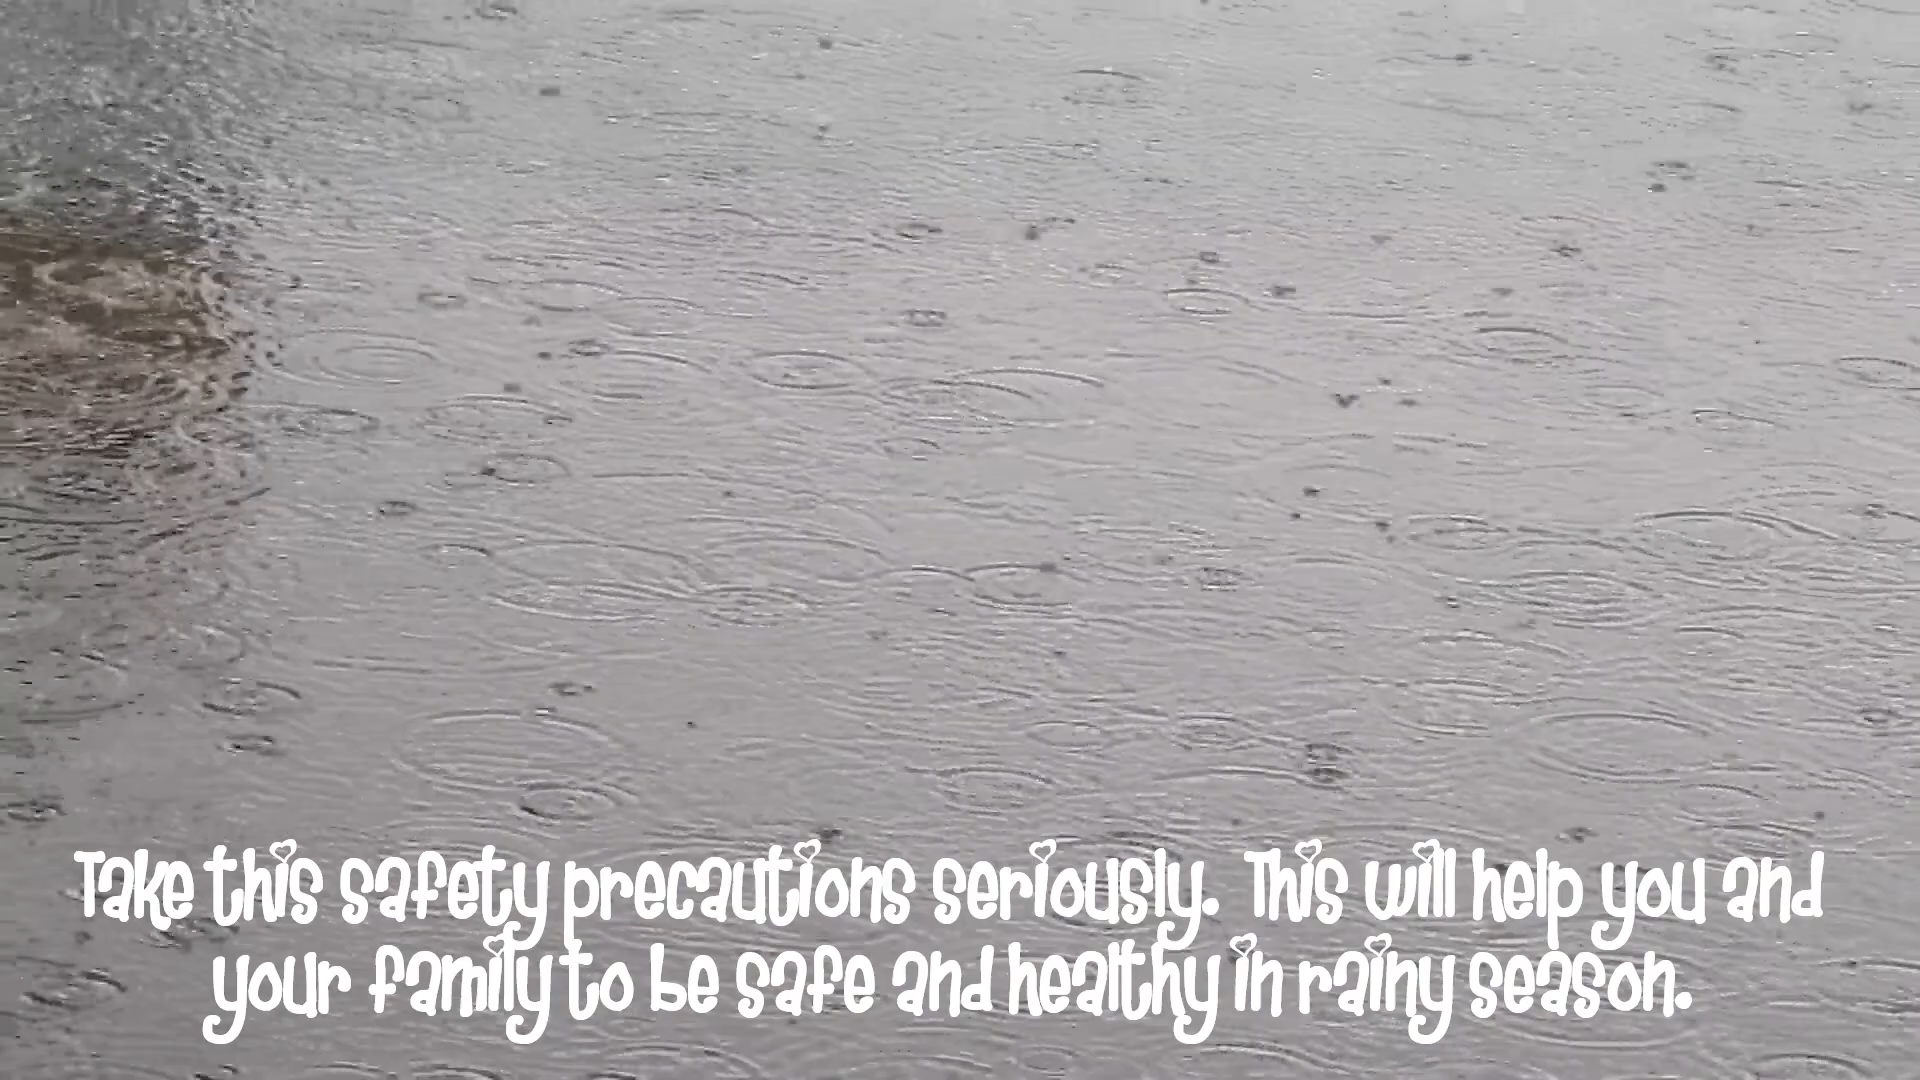 Take this safety precautions seriously. This will help you and
your family to be safe and healthy in rainy season.